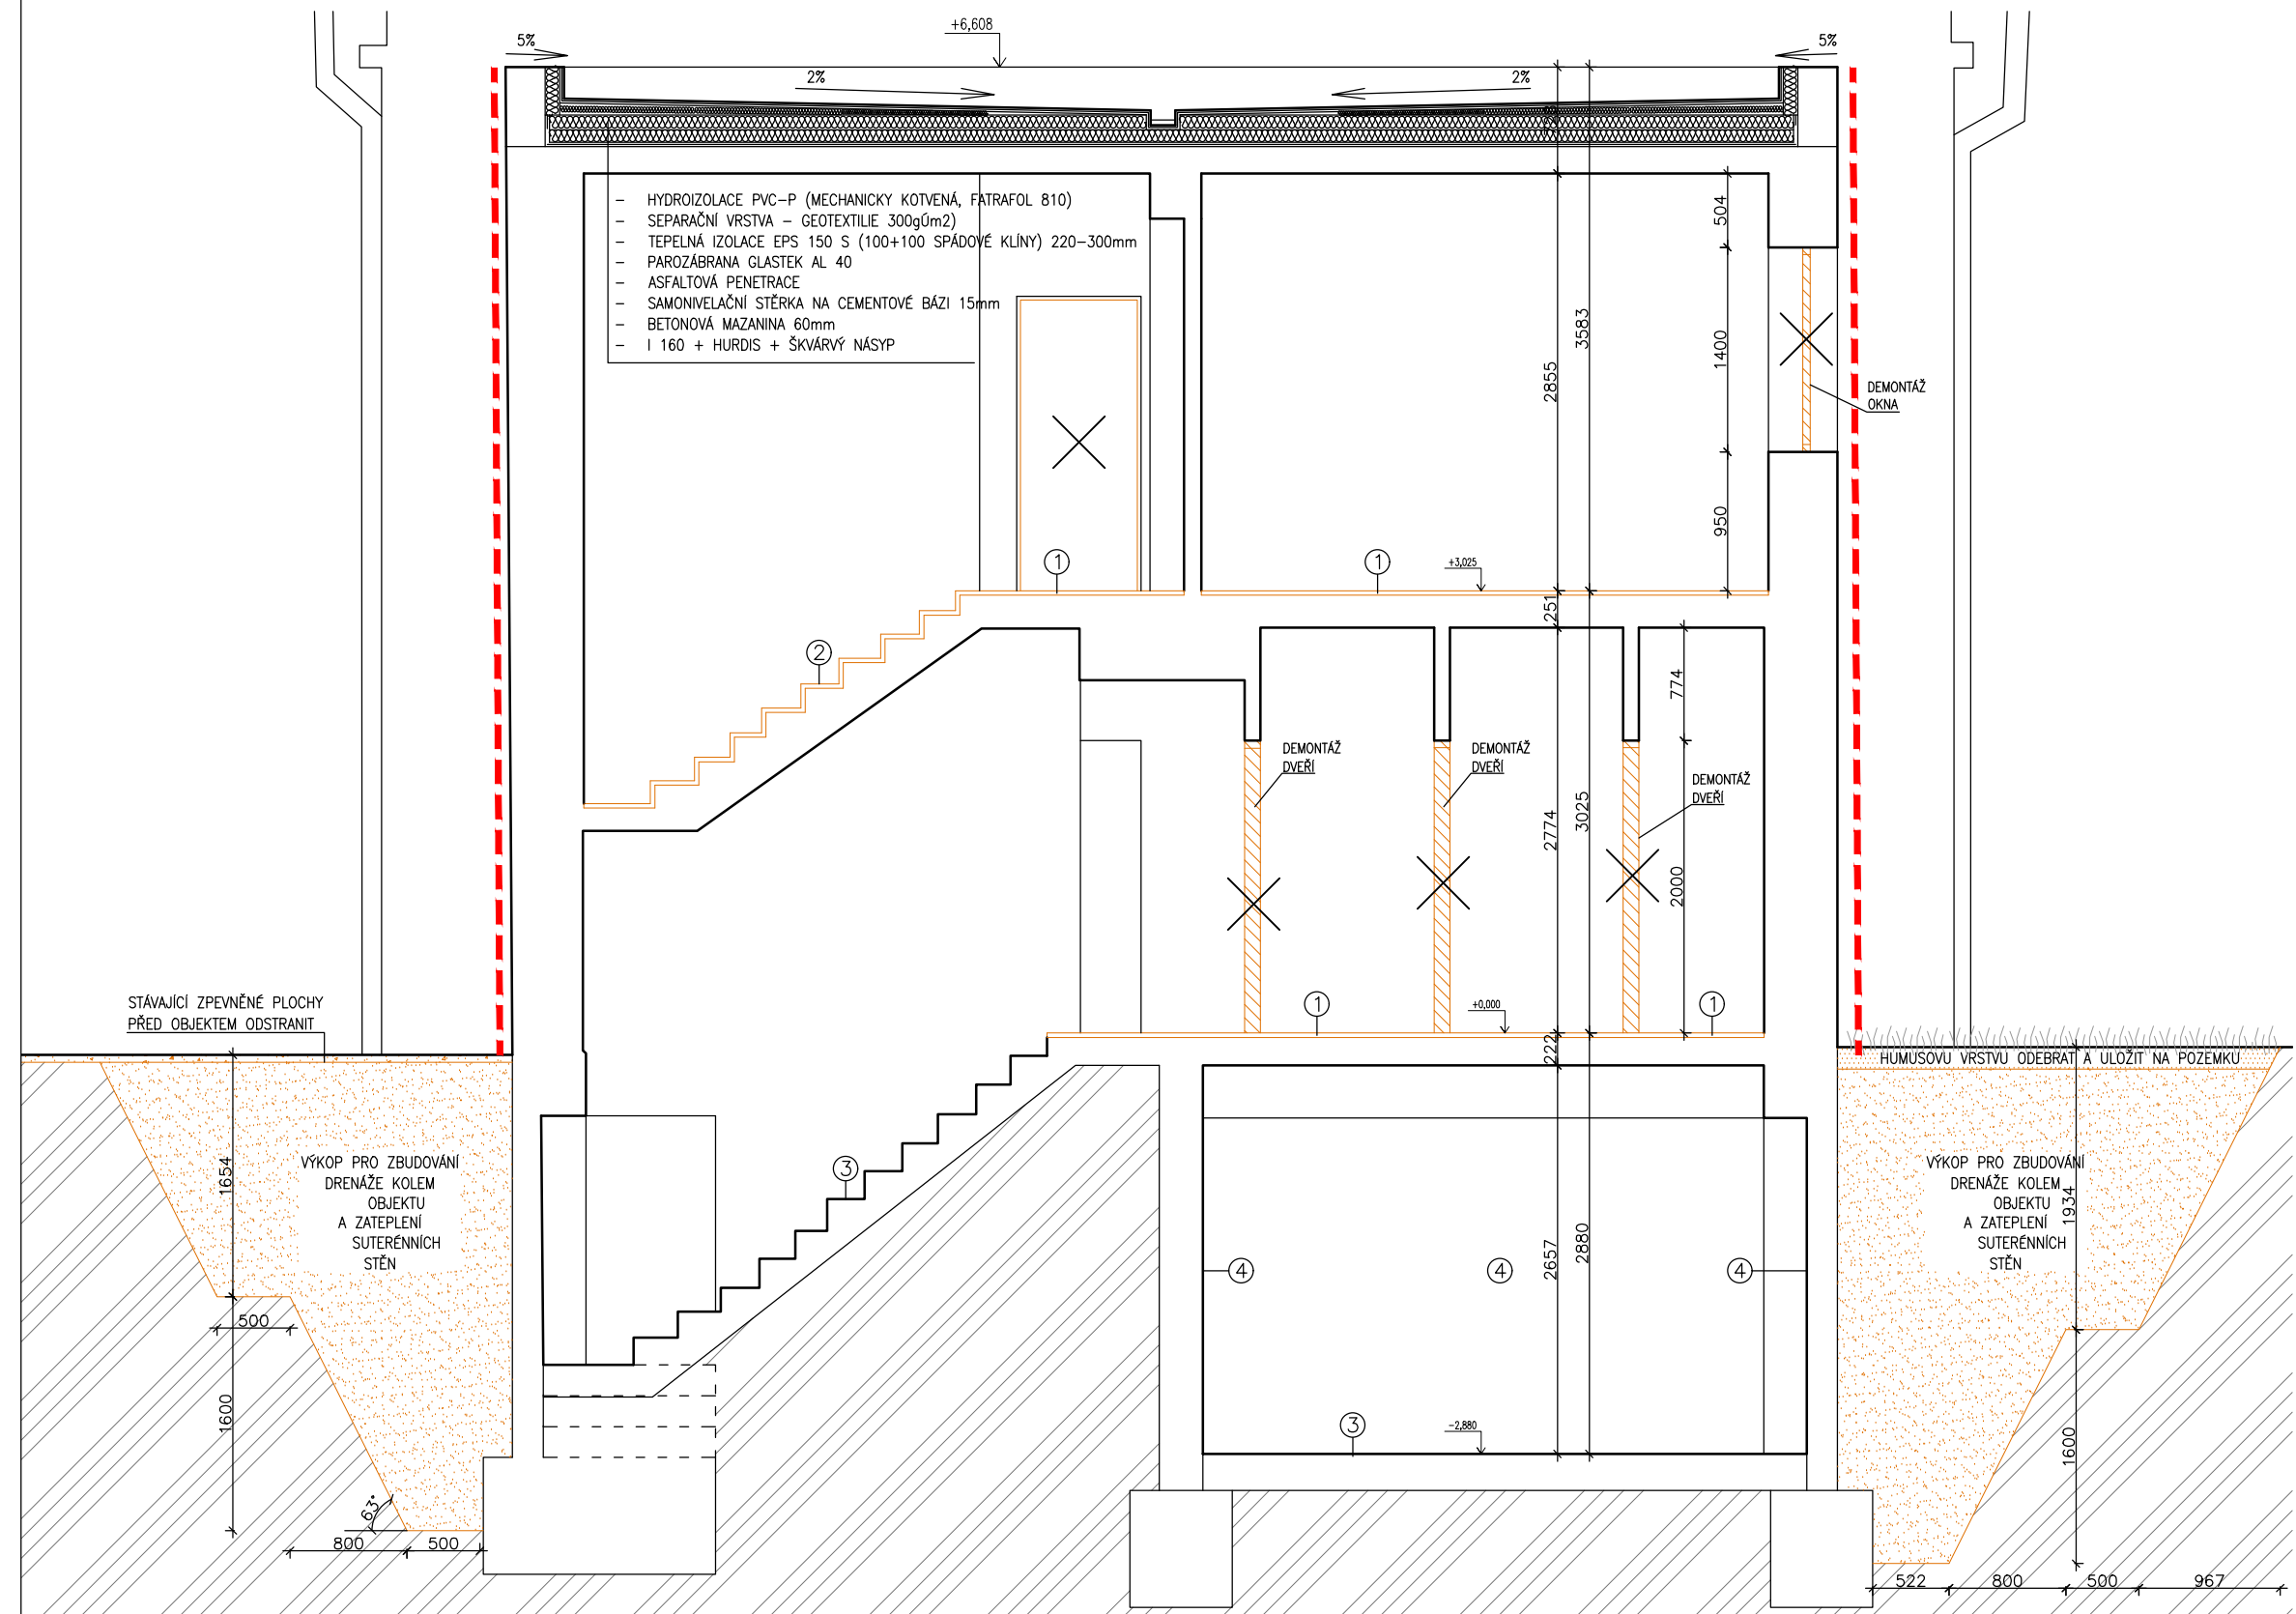 +6,608
5%
5%
2%
2%
728
- HYDROIZOLACE PVC-P (MECHANICKY KOTVENÁ, FATRAFOL 810)
- SEPARAČNÍ VRSTVA - GEOTEXTILIE 300gÚm2)
- TEPELNÁ IZOLACE EPS 150 S (100+100 SPÁDOVÉ KLÍNY) 220-300mm
- PAROZÁBRANA GLASTEK AL 40
- ASFALTOVÁ PENETRACE
- SAMONIVELAČNÍ STĚRKA NA CEMENTOVÉ BÁZI 15mm
- BETONOVÁ MAZANINA 60mm
- I 160 + HURDIS + ŠKVÁRVÝ NÁSYP
504
3583
1400
2855
DEMONTÁŽ
OKNA
950
1
1
+3,025
251
2
774
DEMONTÁŽ
DVEŘÍ
DEMONTÁŽ
DVEŘÍ
DEMONTÁŽ
DVEŘÍ
2774
3025
2000
STÁVAJÍCÍ ZPEVNĚNÉ PLOCHY
PŘED OBJEKTEM ODSTRANIT
1
+0,000
1
222
HUMUSOVU VRSTVU ODEBRAT A ULOŽIT NA POZEMKU
1654
VÝKOP PRO ZBUDOVÁNÍ
DRENÁŽE KOLEM
OBJEKTU
A ZATEPLENÍ
SUTERÉNNÍCH
STĚN
3
VÝKOP PRO ZBUDOVÁNÍ
DRENÁŽE KOLEM
OBJEKTU
A ZATEPLENÍ
SUTERÉNNÍCH
STĚN
1934
4
4
4
2657
2880
500
1600
3
-2,880
1600
63°
800
500
522
800
500
967